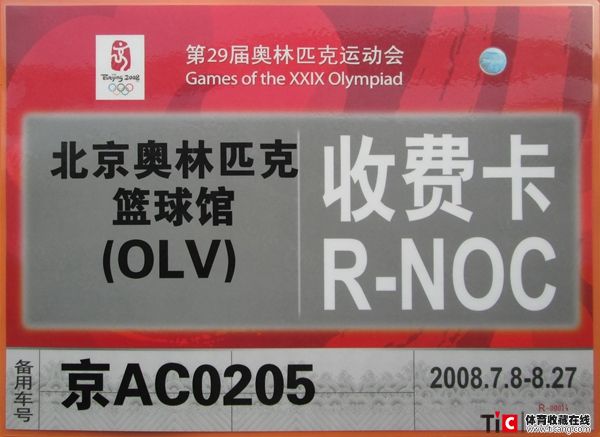 Beijing 2008
第29届奥林匹克运动会
Games of the XXIX Olympiad
北京奥林匹克
篮球馆
(OLV)
收费卡
R-NOC
备用车号
京AC0205
2008.7.8-8.27
R-00014
TiC 体育收藏在线